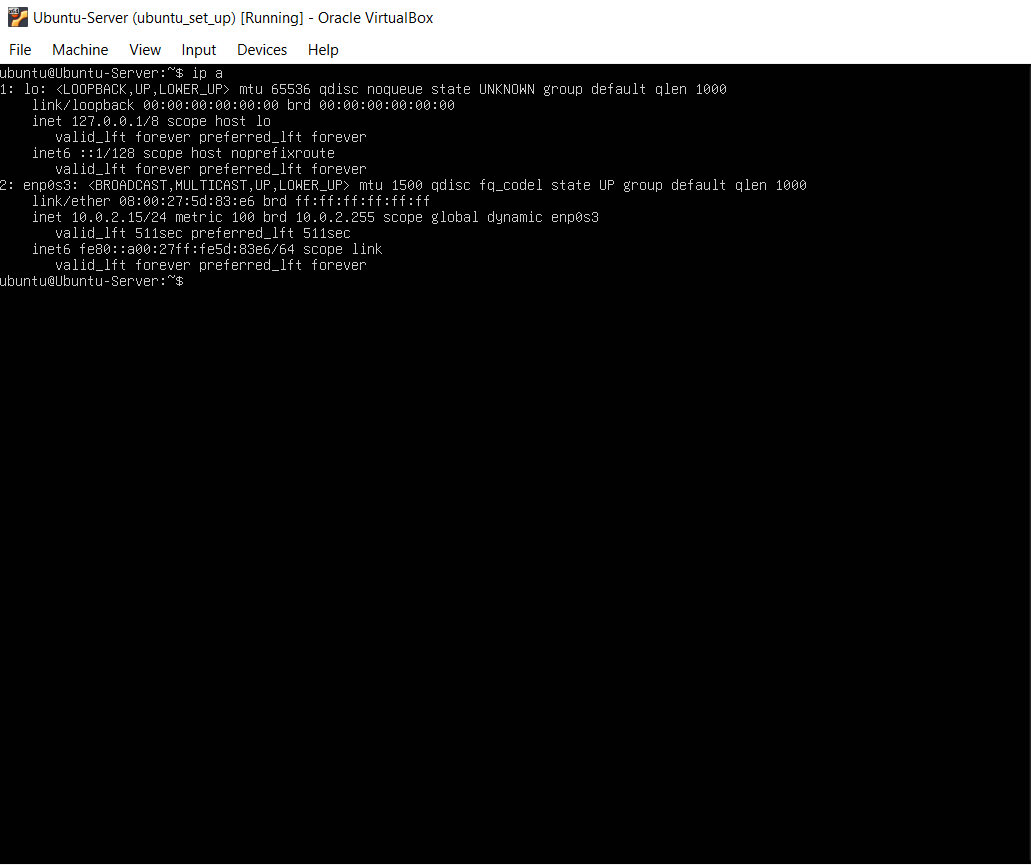 Ubuntu-Server (ubuntu_set_up) [Running] - Oracle VirtualBox
File Machine View Input Devices Help
ubuntu@Ubuntu-Server:~$ ip a
1: lo: <LOOPBACK,UP,LOWER_UP> mtu 65536 qdisc noqueue state UNKNOWN group default qlen 1000
    link/loopback 00:00:00:00:00:00 brd 00:00:00:00:00:00
    inet 127.0.0.1/8 scope host lo
       valid_lft forever preferred_lft forever
    inet6 ::1/128 scope host noprefixroute
       valid_lft forever preferred_lft forever
2: enp0s3: <BROADCAST,MULTICAST,UP,LOWER_UP> mtu 1500 qdisc fq_codel state UP group default qlen 1000
    link/ether 08:00:27:5d:83:e6 brd ff:ff:ff:ff:ff:ff
    inet 10.0.2.15/24 metric 100 brd 10.0.2.255 scope global dynamic enp0s3
       valid_lft 511sec preferred_lft 511sec
    inet6 fe80::a00:27ff:fe5d:83e6/64 scope link
       valid_lft forever preferred_lft forever
ubuntu@Ubuntu-Server:~$